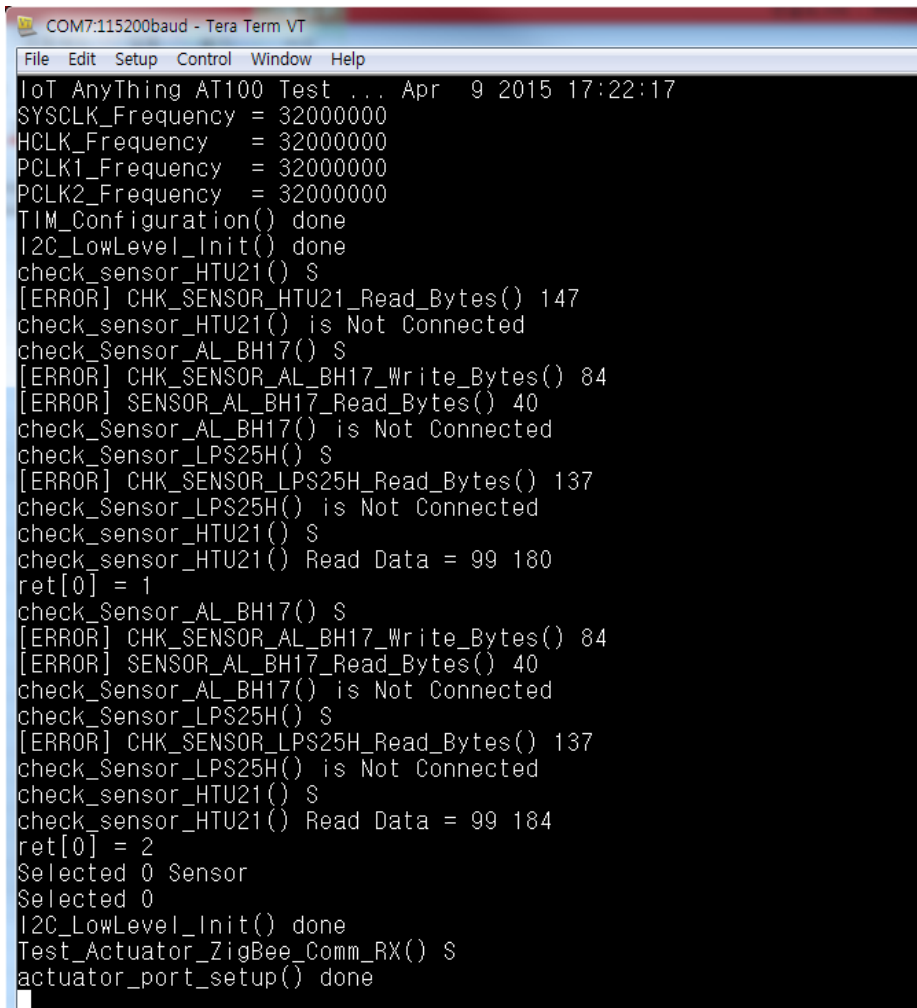 COM7:115200baud - Tera Term VT
File Edit Setup Control Window Help
IoT AnyThing AT100 Test ... Apr  9 2015 17:22:17
SYSCLK_Frequency = 32000000
HCLK_Frequency   = 32000000
PCLK1_Frequency  = 32000000
PCLK2_Frequency  = 32000000
TIM_Configuration() done
I2C_LowLevel_Init() done
check_sensor_HTU21() S
[ERROR] CHK_SENSOR_HTU21_Read_Bytes() 147
check_sensor_HTU21() is Not Connected
check_Sensor_AL_BH17() S
[ERROR] CHK_SENSOR_AL_BH17_Write_Bytes() 84
[ERROR] SENSOR_AL_BH17_Read_Bytes() 40
check_Sensor_AL_BH17() is Not Connected
check_Sensor_LPS25H() S
[ERROR] CHK_SENSOR_LPS25H_Read_Bytes() 137
check_Sensor_LPS25H() is Not Connected
check_sensor_HTU21() S
check_sensor_HTU21() Read Data = 99 180
ret[0] = 1
check_Sensor_AL_BH17() S
[ERROR] CHK_SENSOR_AL_BH17_Write_Bytes() 84
[ERROR] SENSOR_AL_BH17_Read_Bytes() 40
check_Sensor_AL_BH17() is Not Connected
check_Sensor_LPS25H() S
[ERROR] CHK_SENSOR_LPS25H_Read_Bytes() 137
check_Sensor_LPS25H() is Not Connected
check_sensor_HTU21() S
check_sensor_HTU21() Read Data = 99 184
ret[0] = 2
Selected 0 Sensor
Selected 0
I2C_LowLevel_Init() done
Test_Actuator_ZigBee_Comm_RX() S
actuator_port_setup() done